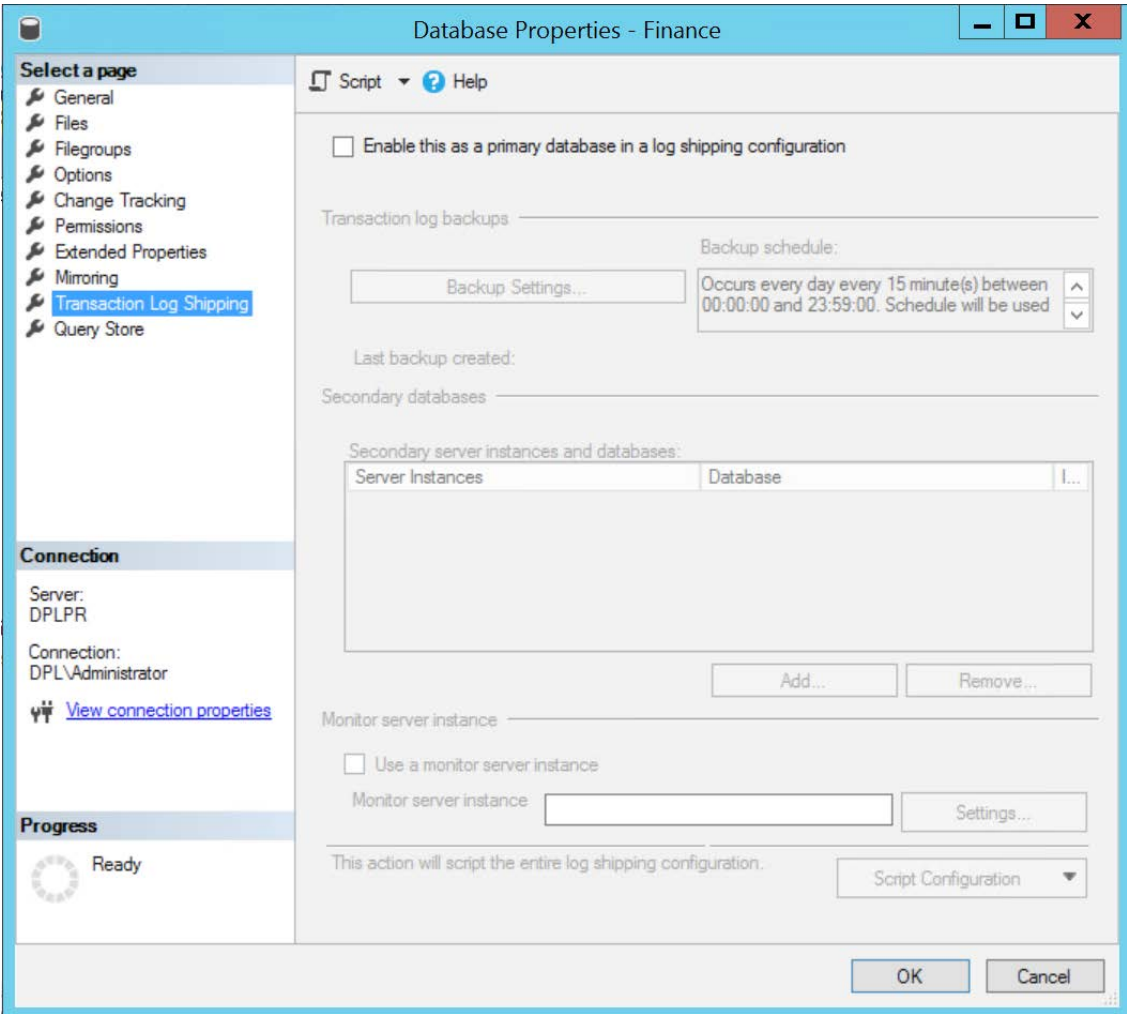 Database Properties - Finance
X
Select a page
General
Files
Filegroups
Options
Change Tracking
Permissions
Extended Properties
Mirroring
Transaction Log Shipping
Query Store
Connection
Server:
DPLPR
Connection:
DPL\Administrator
View connection properties
Progress
Ready
Script
? Help
Enable this as a primary database in a log shipping configuration
Transaction log backups
Backup schedule:
Backup Settings...
Occurs every day every 15 minute(s) between
00:00:00 and 23:59:00. Schedule will be used
Last backup created:
Secondary databases
Secondary server instances and databases:
Server Instances Database I...
Add... Remove...
Monitor server instance
Use a monitor server instance
Monitor server instance
Settings...
This action will script the entire log shipping configuration.
Script Configuration
OK Cancel